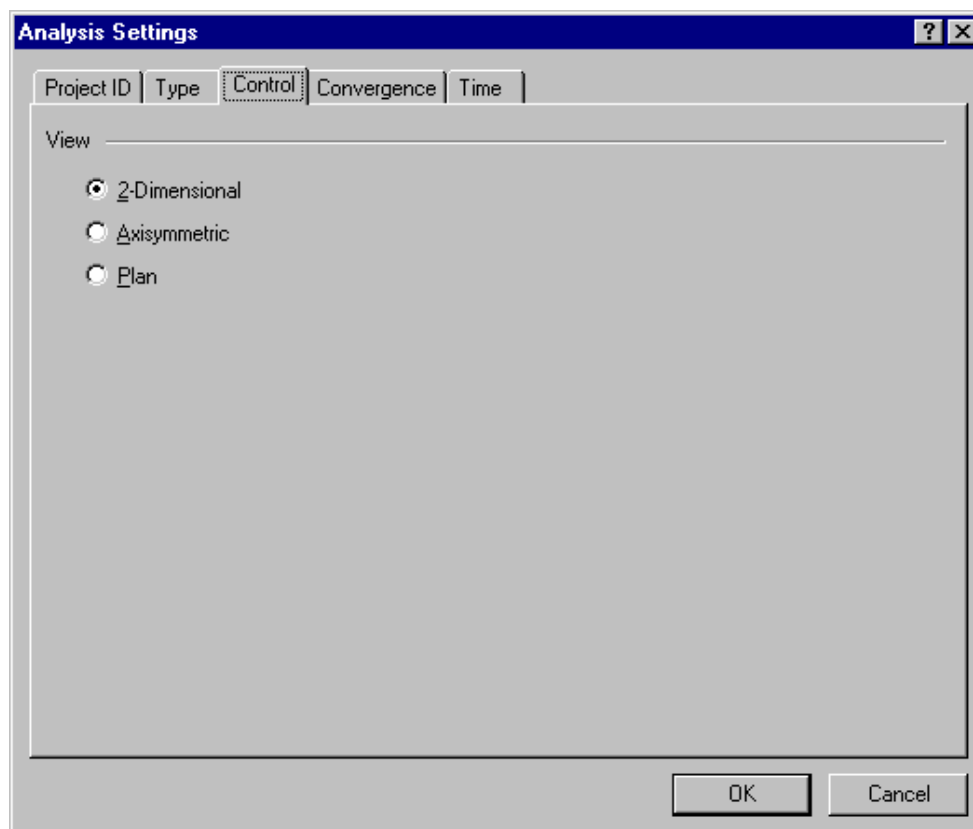 Analysis Settings
Project ID Type Control Convergence Time
View
2-Dimensional
Axisymmetric
Plan
OK Cancel